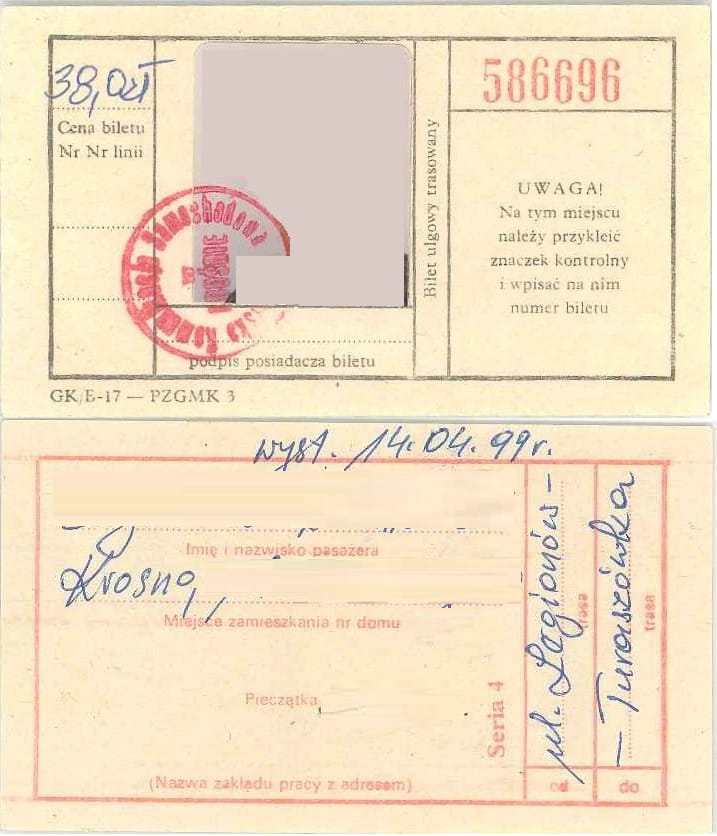 38,0zł
Cena biletu
Nr Nr linii
Bilet ulgowy trasowany
586696
UWAGA!
Na tym miejscu
należy przykleić
znaczek kontrolny
i wpisać na nim
numer biletu
podpis posiadacza biletu
GK/E-17 — PZGMK 3
wyst. 14.04.99r.
Imię i nazwisko pasażera
Krosno,
Miejsce zamieszkania nr domu
Pieczątka
(Nazwa zakładu pracy z adresem)
Seria 4
ul. Legionów -
trasa
od
- Turaszówka
trasa
do